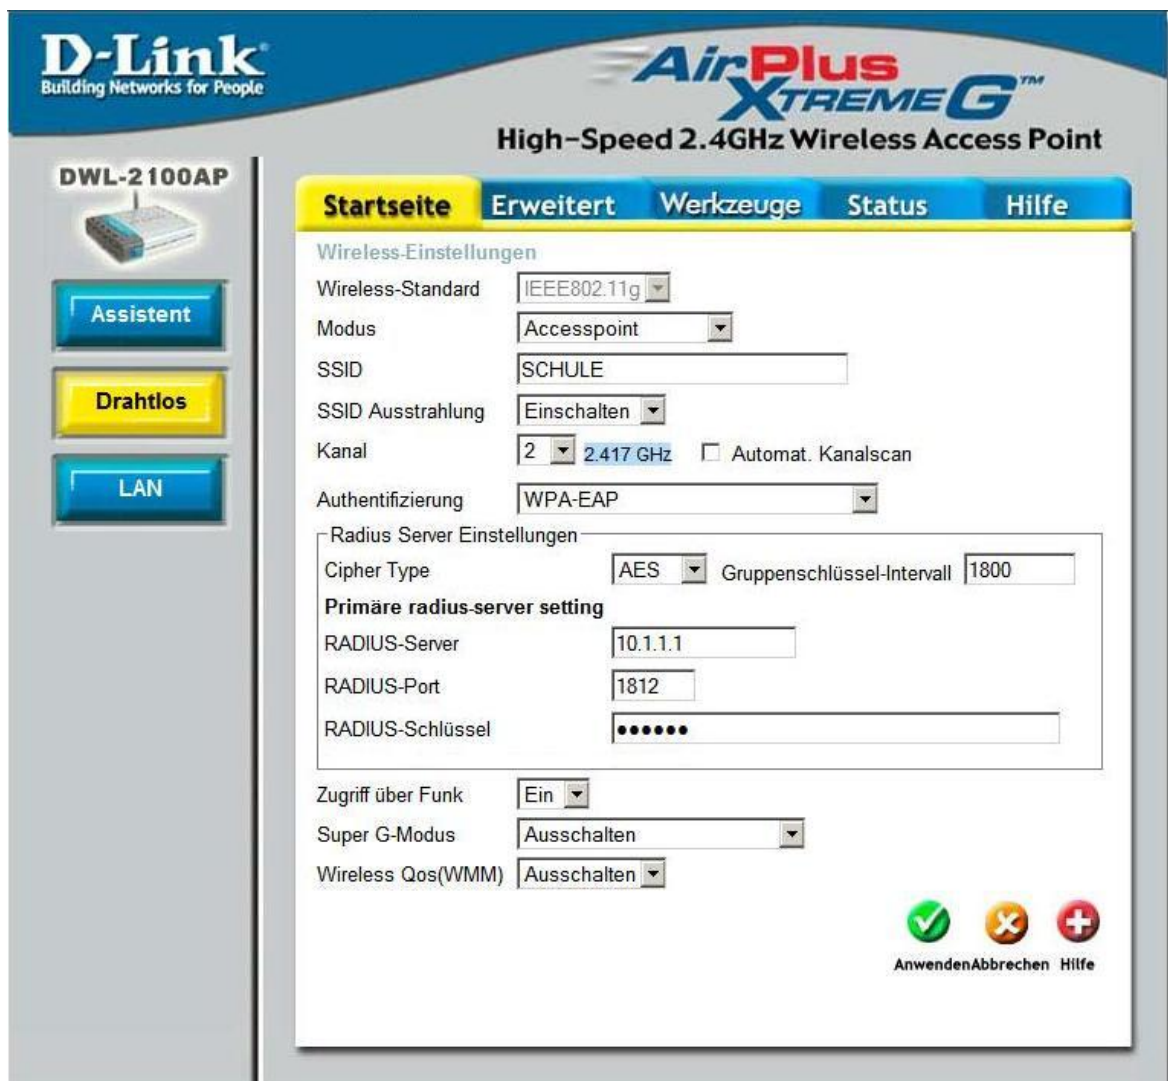 D-Link
Building Networks for People
AirPlus
XTREME G™
High-Speed 2.4GHz Wireless Access Point
DWL-2100AP
Assistent
Drahtlos
LAN
Startseite Erweitert Werkzeuge Status Hilfe
Wireless-Einstellungen
Wireless-Standard IEEE802.11g
Modus Accesspoint
SSID SCHULE
SSID Ausstrahlung Einschalten
Kanal 2 2.417 GHz Automat. Kanalscan
Authentifizierung WPA-EAP
Radius Server Einstellungen
Cipher Type AES Gruppenschlüssel-Intervall 1800
Primäre radius-server setting
RADIUS-Server 10.1.1.1
RADIUS-Port 1812
RADIUS-Schlüssel ●●●●●●
Zugriff über Funk Ein
Super G-Modus Ausschalten
Wireless Qos(WMM) Ausschalten
Anwenden Abbrechen Hilfe